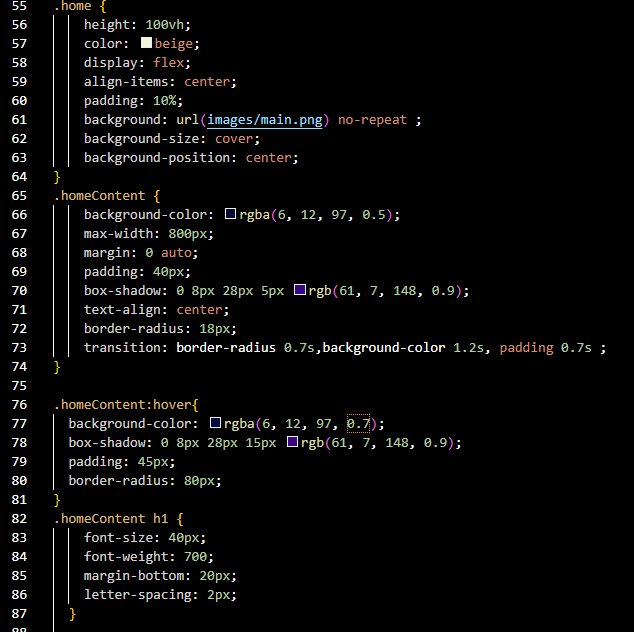 55 .home {
56 height: 100vh;
57 color: beige;
58 display: flex;
59 align-items: center;
60 padding: 10%;
61 background: url(images/main.png) no-repeat ;
62 background-size: cover;
63 background-position: center;
64 }
65 .homeContent {
66 background-color: rgba(6, 12, 97, 0.5);
67 max-width: 800px;
68 margin: 0 auto;
69 padding: 40px;
70 box-shadow: 0 8px 28px 5px rgb(61, 7, 148, 0.9);
71 text-align: center;
72 border-radius: 18px;
73 transition: border-radius 0.7s,background-color 1.2s, padding 0.7s ;
74 }
75
76 .homeContent:hover{
77 background-color: rgba(6, 12, 97, 0.7);
78 box-shadow: 0 8px 28px 15px rgb(61, 7, 148, 0.9);
79 padding: 45px;
80 border-radius: 80px;
81 }
82 .homeContent h1 {
83 font-size: 40px;
84 font-weight: 700;
85 margin-bottom: 20px;
86 letter-spacing: 2px;
87 }
88